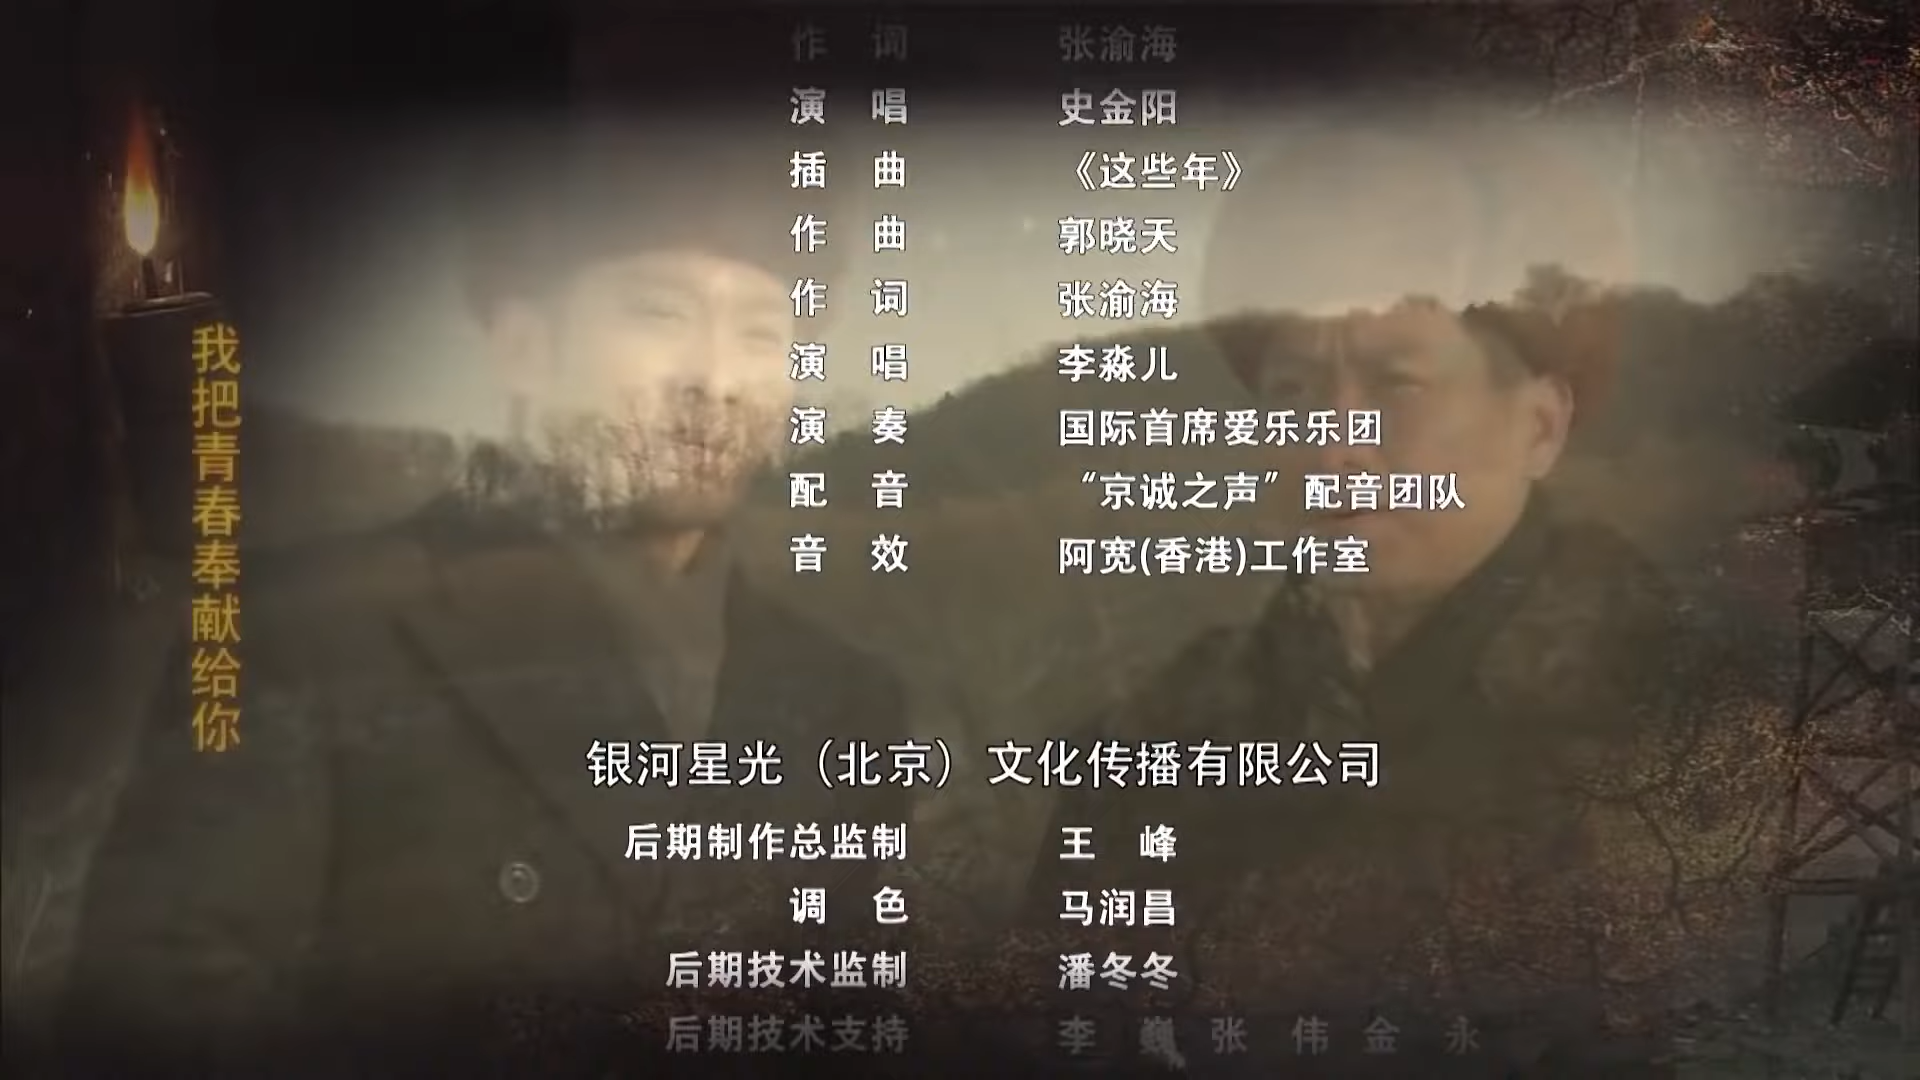 作 词 张渝海
演 唱 史金阳
插 曲 《这些年》
作 曲 郭晓天
作 词 张渝海
演 唱 李淼儿
演 奏 国际首席爱乐乐团
配 音 “京诚之声”配音团队
音 效 阿宽(香港)工作室
我把青春奉献给你
银河星光（北京）文化传播有限公司
后期制作总监制 王 峰
调 色 马润昌
后期技术监制 潘冬冬
后期技术支持 李 巍 张 伟 金 永